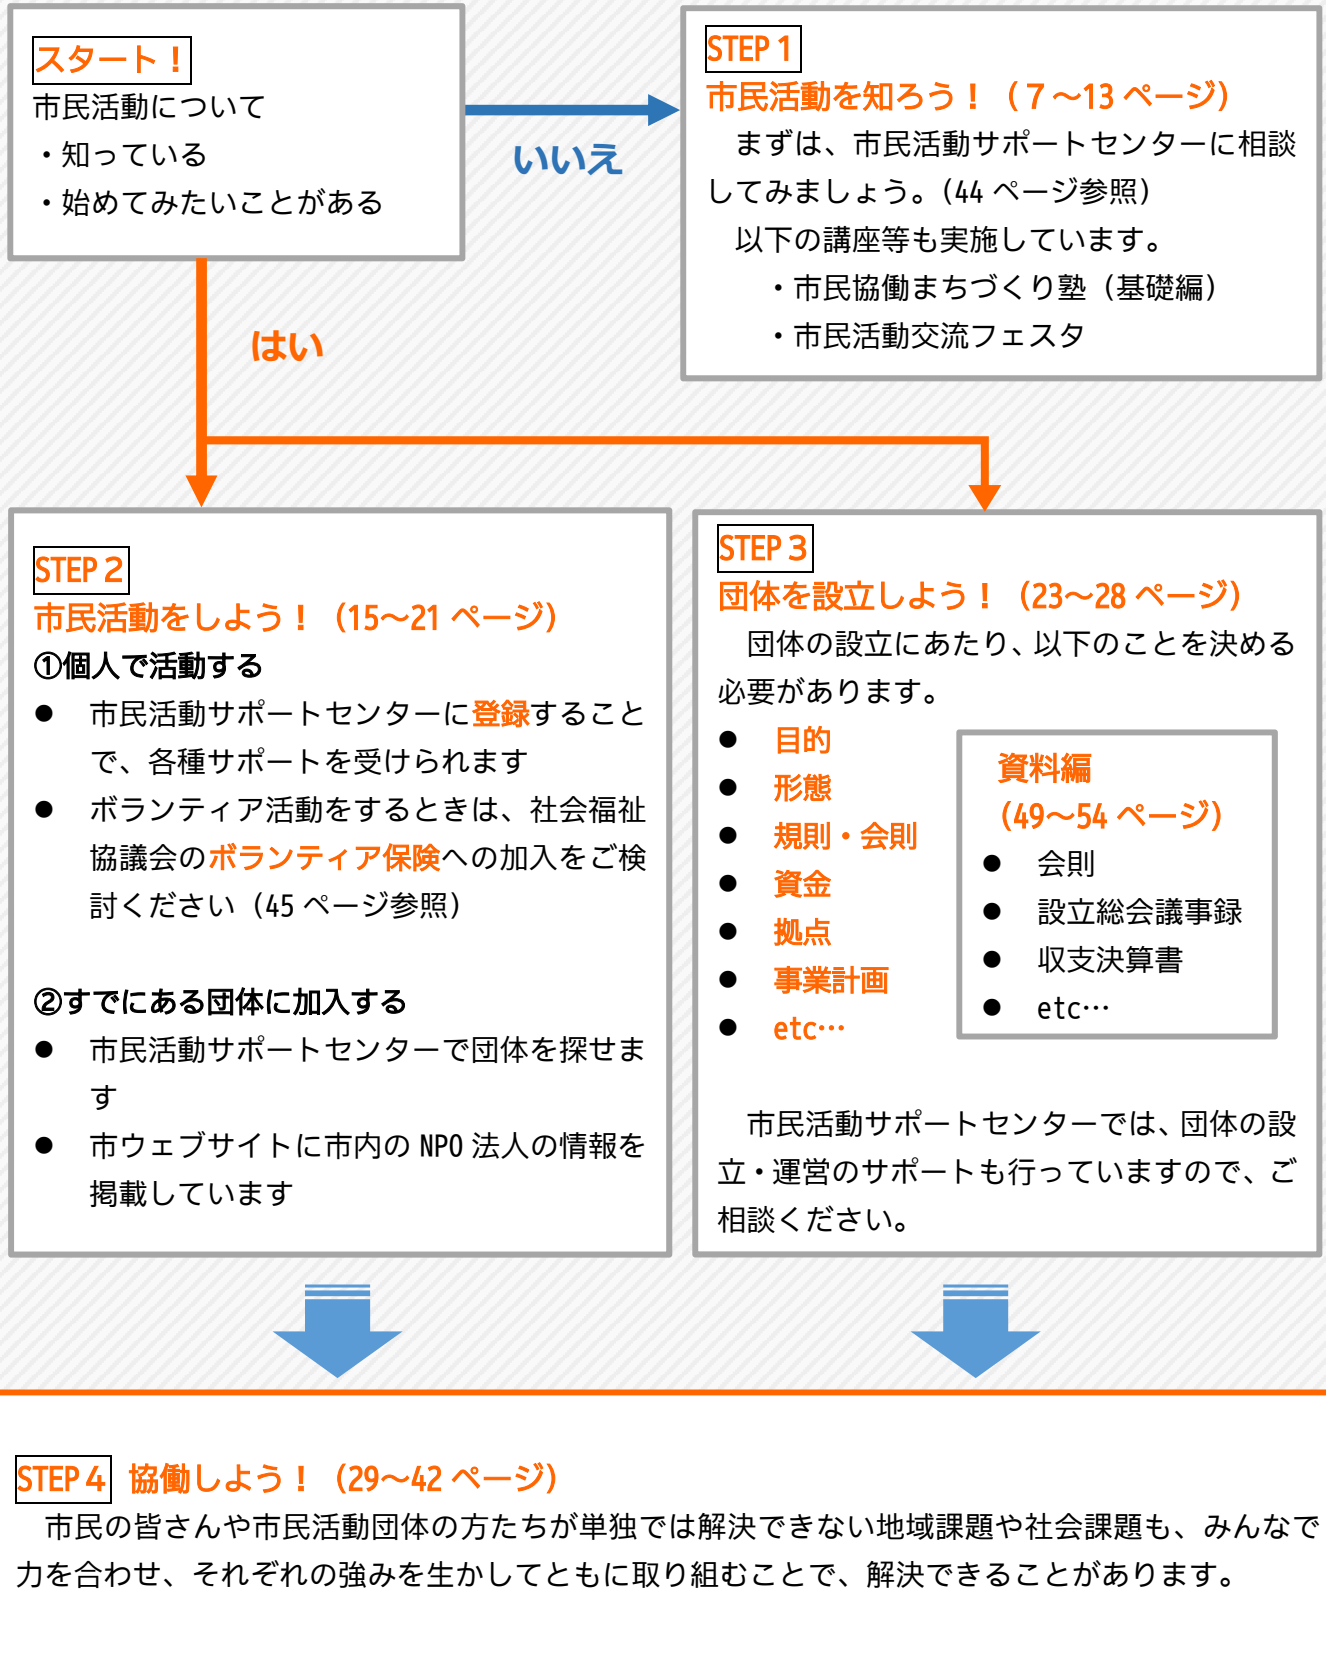 スタート！
市民活動について
・知っている
・始めてみたいことがある
いいえ
STEP１
市民活動を知ろう！（７～13 ページ）
まずは、市民活動サポートセンターに相談
してみましょう。（44 ページ参照）
以下の講座等も実施しています。
・市民協働まちづくり塾（基礎編）
・市民活動交流フェスタ
はい
STEP２
市民活動をしよう！（15～21 ページ）
①個人で活動する
● 市民活動サポートセンターに登録すること
で、各種サポートを受けられます
● ボランティア活動をするときは、社会福祉
協議会のボランティア保険への加入をご検
討ください（45 ページ参照）
②すでにある団体に加入する
● 市民活動サポートセンターで団体を探せま
す
● 市ウェブサイトに市内の NPO 法人の情報を
掲載しています
STEP３
団体を設立しよう！（23～28 ページ）
団体の設立にあたり、以下のことを決める
必要があります。
● 目的
● 形態
● 規則・会則
● 資金
● 拠点
● 事業計画
● etc…
資料編
（49～54 ページ）
● 会則
● 設立総会議事録
● 収支決算書
● etc…
市民活動サポートセンターでは、団体の設
立・運営のサポートも行っていますので、ご
相談ください。
STEP４ 協働しよう！（29～42 ページ）
市民の皆さんや市民活動団体の方たちが単独では解決できない地域課題や社会課題も、みんなで
力を合わせ、それぞれの強みを生かしてともに取り組むことで、解決できることがあります。